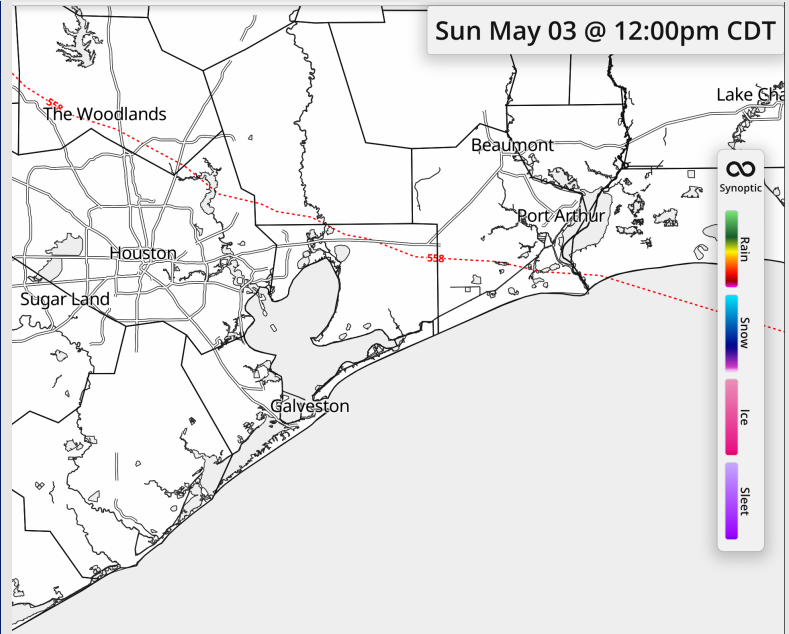 Sun May 03 @ 12:00pm CDT
Lake Cha
558
The Woodlands
Beaumont
Synoptic
Port Arthur
Rain
Houston
558
Sugar Land
Snow
Ice
Galveston
Sleet